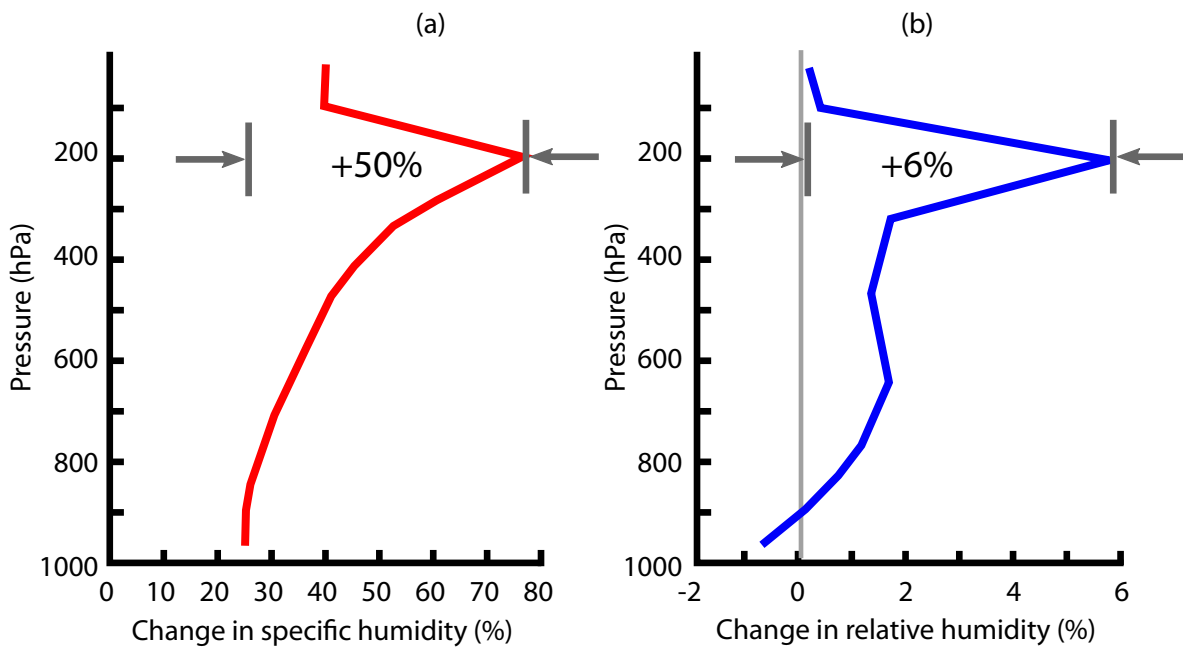 (a)
Pressure (hPa)
200
400
600
800
1000
+50%
0 10 20 30 40 50 60 70 80
Change in specific humidity (%)
(b)
Pressure (hPa)
200
400
600
800
1000
+6%
-2 0 2 4 6
Change in relative humidity (%)